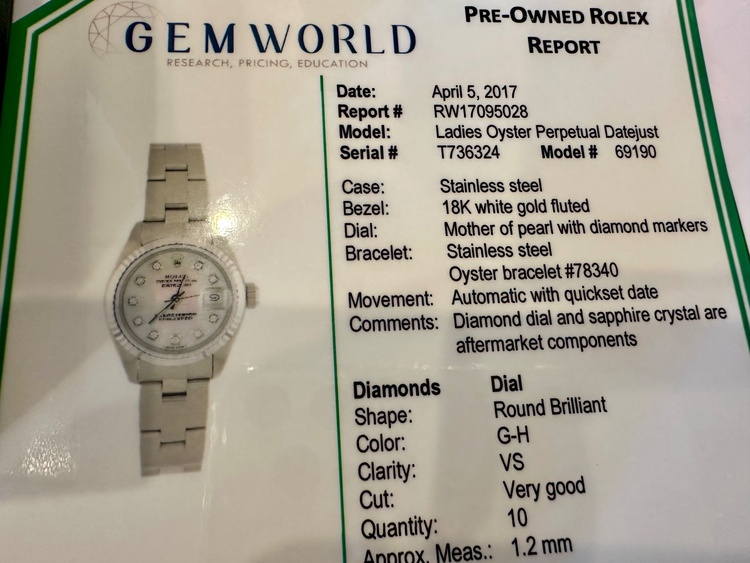 GEMWORLD
RESEARCH, PRICING, EDUCATION
PRE-OWNED ROLEX
REPORT
Date: April 5, 2017
Report # RW17095028
Model: Ladies Oyster Perpetual Datejust
Serial # T736324 Model # 69190
Case: Stainless steel
Bezel: 18K white gold fluted
Dial: Mother of pearl with diamond markers
Bracelet: Stainless steel
Oyster bracelet #78340
Movement: Automatic with quickset date
Comments: Diamond dial and sapphire crystal are
aftermarket components
Diamonds Dial
Shape: Round Brilliant
Color: G-H
Clarity: VS
Cut: Very good
Quantity: 10
Approx. Meas.: 1.2 mm